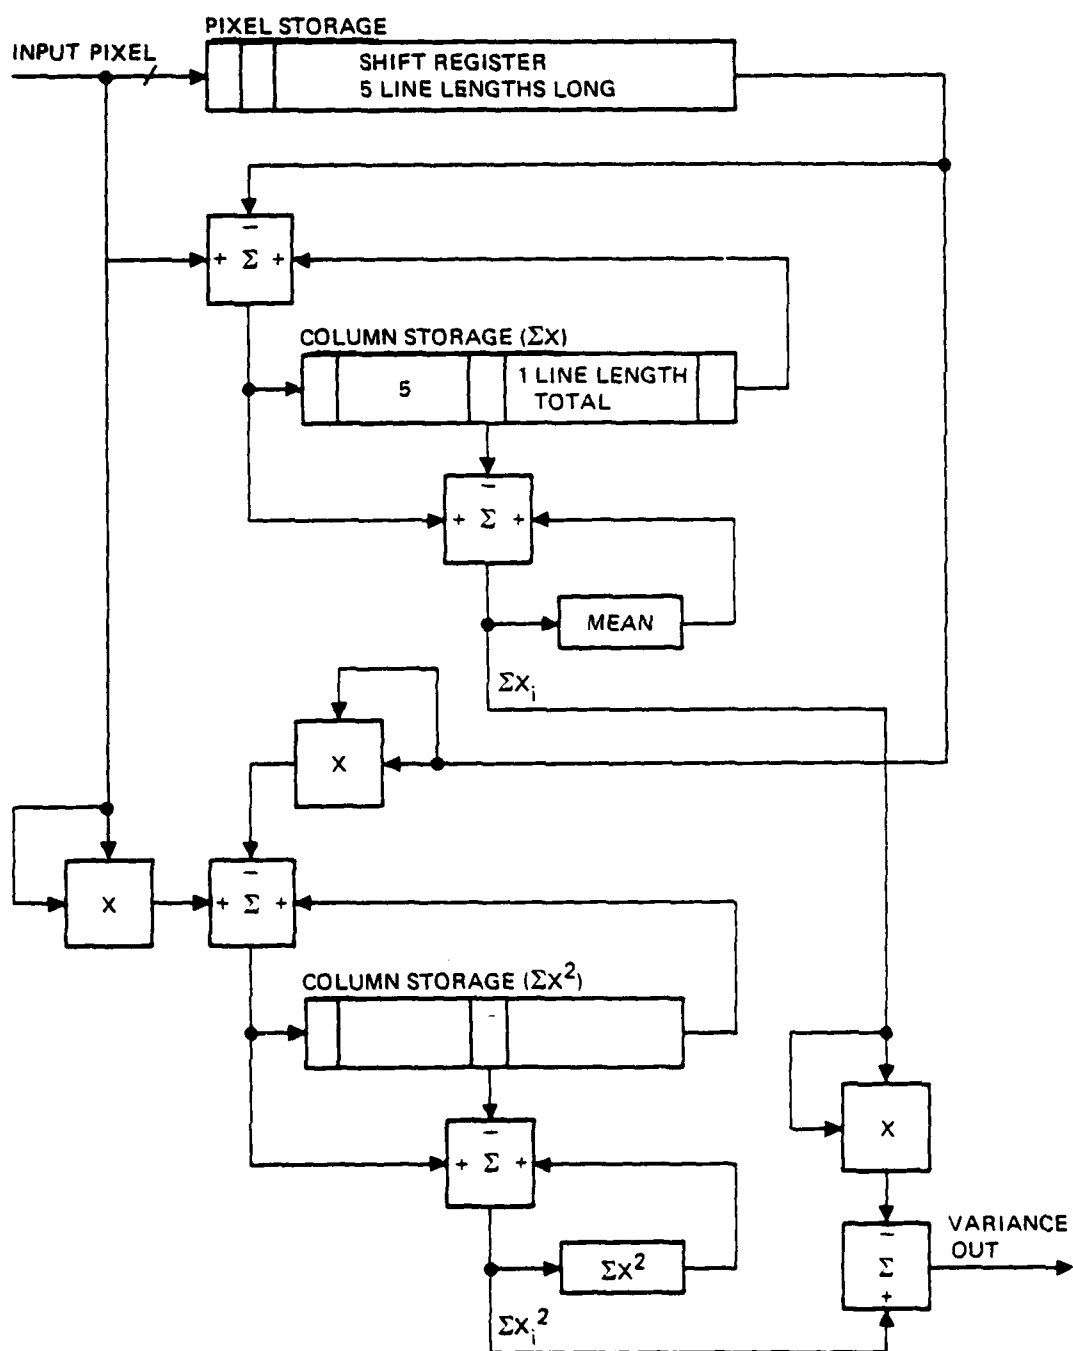 PIXEL STORAGE
INPUT PIXEL
SHIFT REGISTER
5 LINE LENGTHS LONG
−
+ Σ +
COLUMN STORAGE (ΣX)
5
1 LINE LENGTH
TOTAL
−
+ Σ +
MEAN
ΣX_i
X
−
X
+ Σ +
COLUMN STORAGE (ΣX²)
−
+ Σ +
X
ΣX²
ΣX_i²
−
Σ
+
VARIANCE
OUT